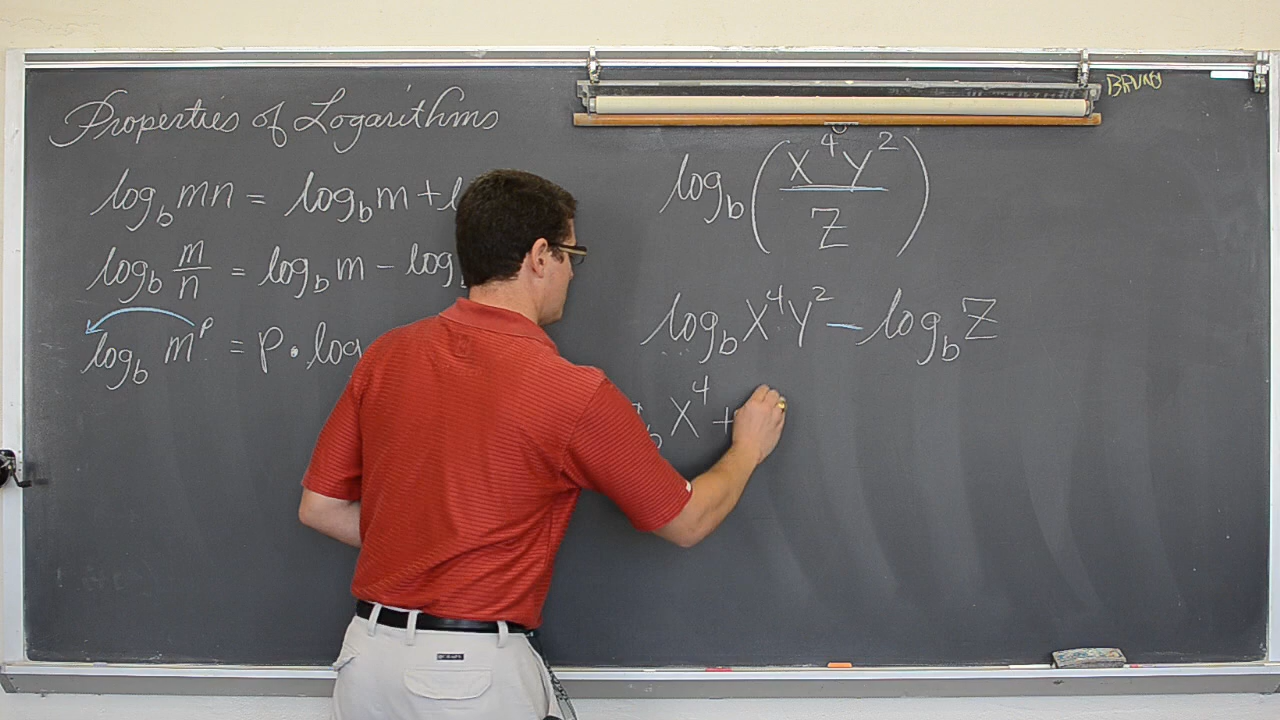 Properties of Logarithms
log_b mn = log_b m +
log_b m/n = log_b m - log
log_b m^p = p · log
BRUNO
log_b (X^4 Y^2 / Z)
log_b X^4 Y^2 - log_b Z
b X^4 +